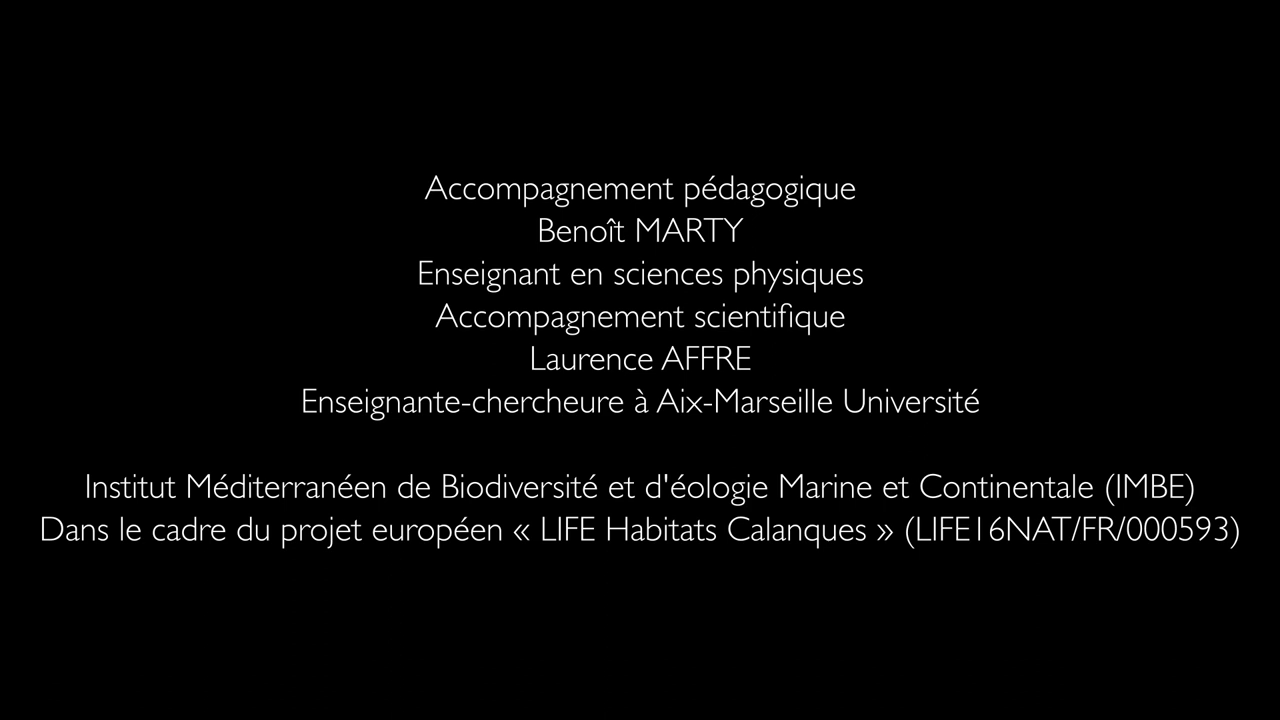 Accompagnement pédagogique
Benoît MARTY
Enseignant en sciences physiques
Accompagnement scientifique
Laurence AFFRE
Enseignante-chercheure à Aix-Marseille Université
Institut Méditerranéen de Biodiversité et d'éologie Marine et Continentale (IMBE)
Dans le cadre du projet européen « LIFE Habitats Calanques » (LIFE16NAT/FR/000593)